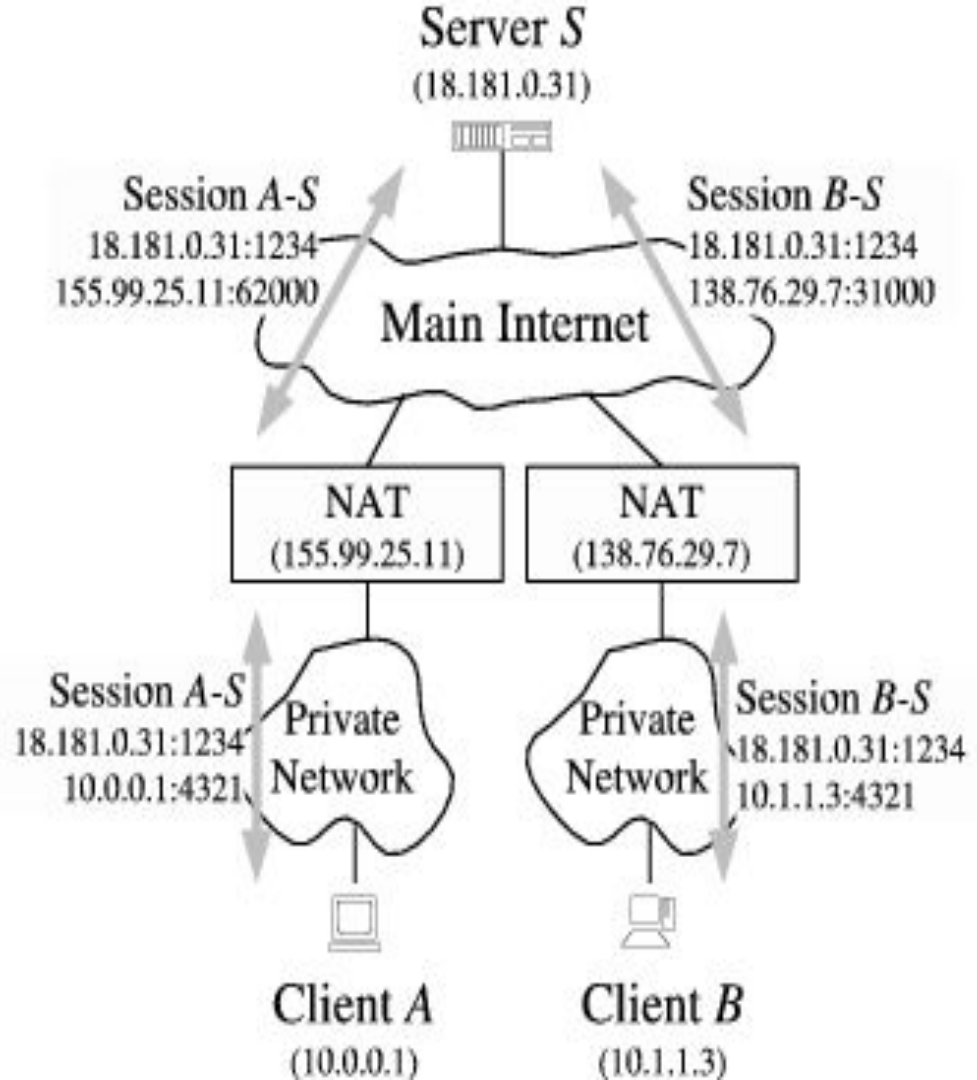 Server S
(18.181.0.31)
Session A-S
18.181.0.31:1234
155.99.25.11:62000
Session B-S
18.181.0.31:1234
138.76.29.7:31000
Main Internet
NAT
(155.99.25.11)
NAT
(138.76.29.7)
Session A-S
18.181.0.31:1234
10.0.0.1:4321
Private
Network
Private
Network
Session B-S
18.181.0.31:1234
10.1.1.3:4321
Client A
(10.0.0.1)
Client B
(10.1.1.3)